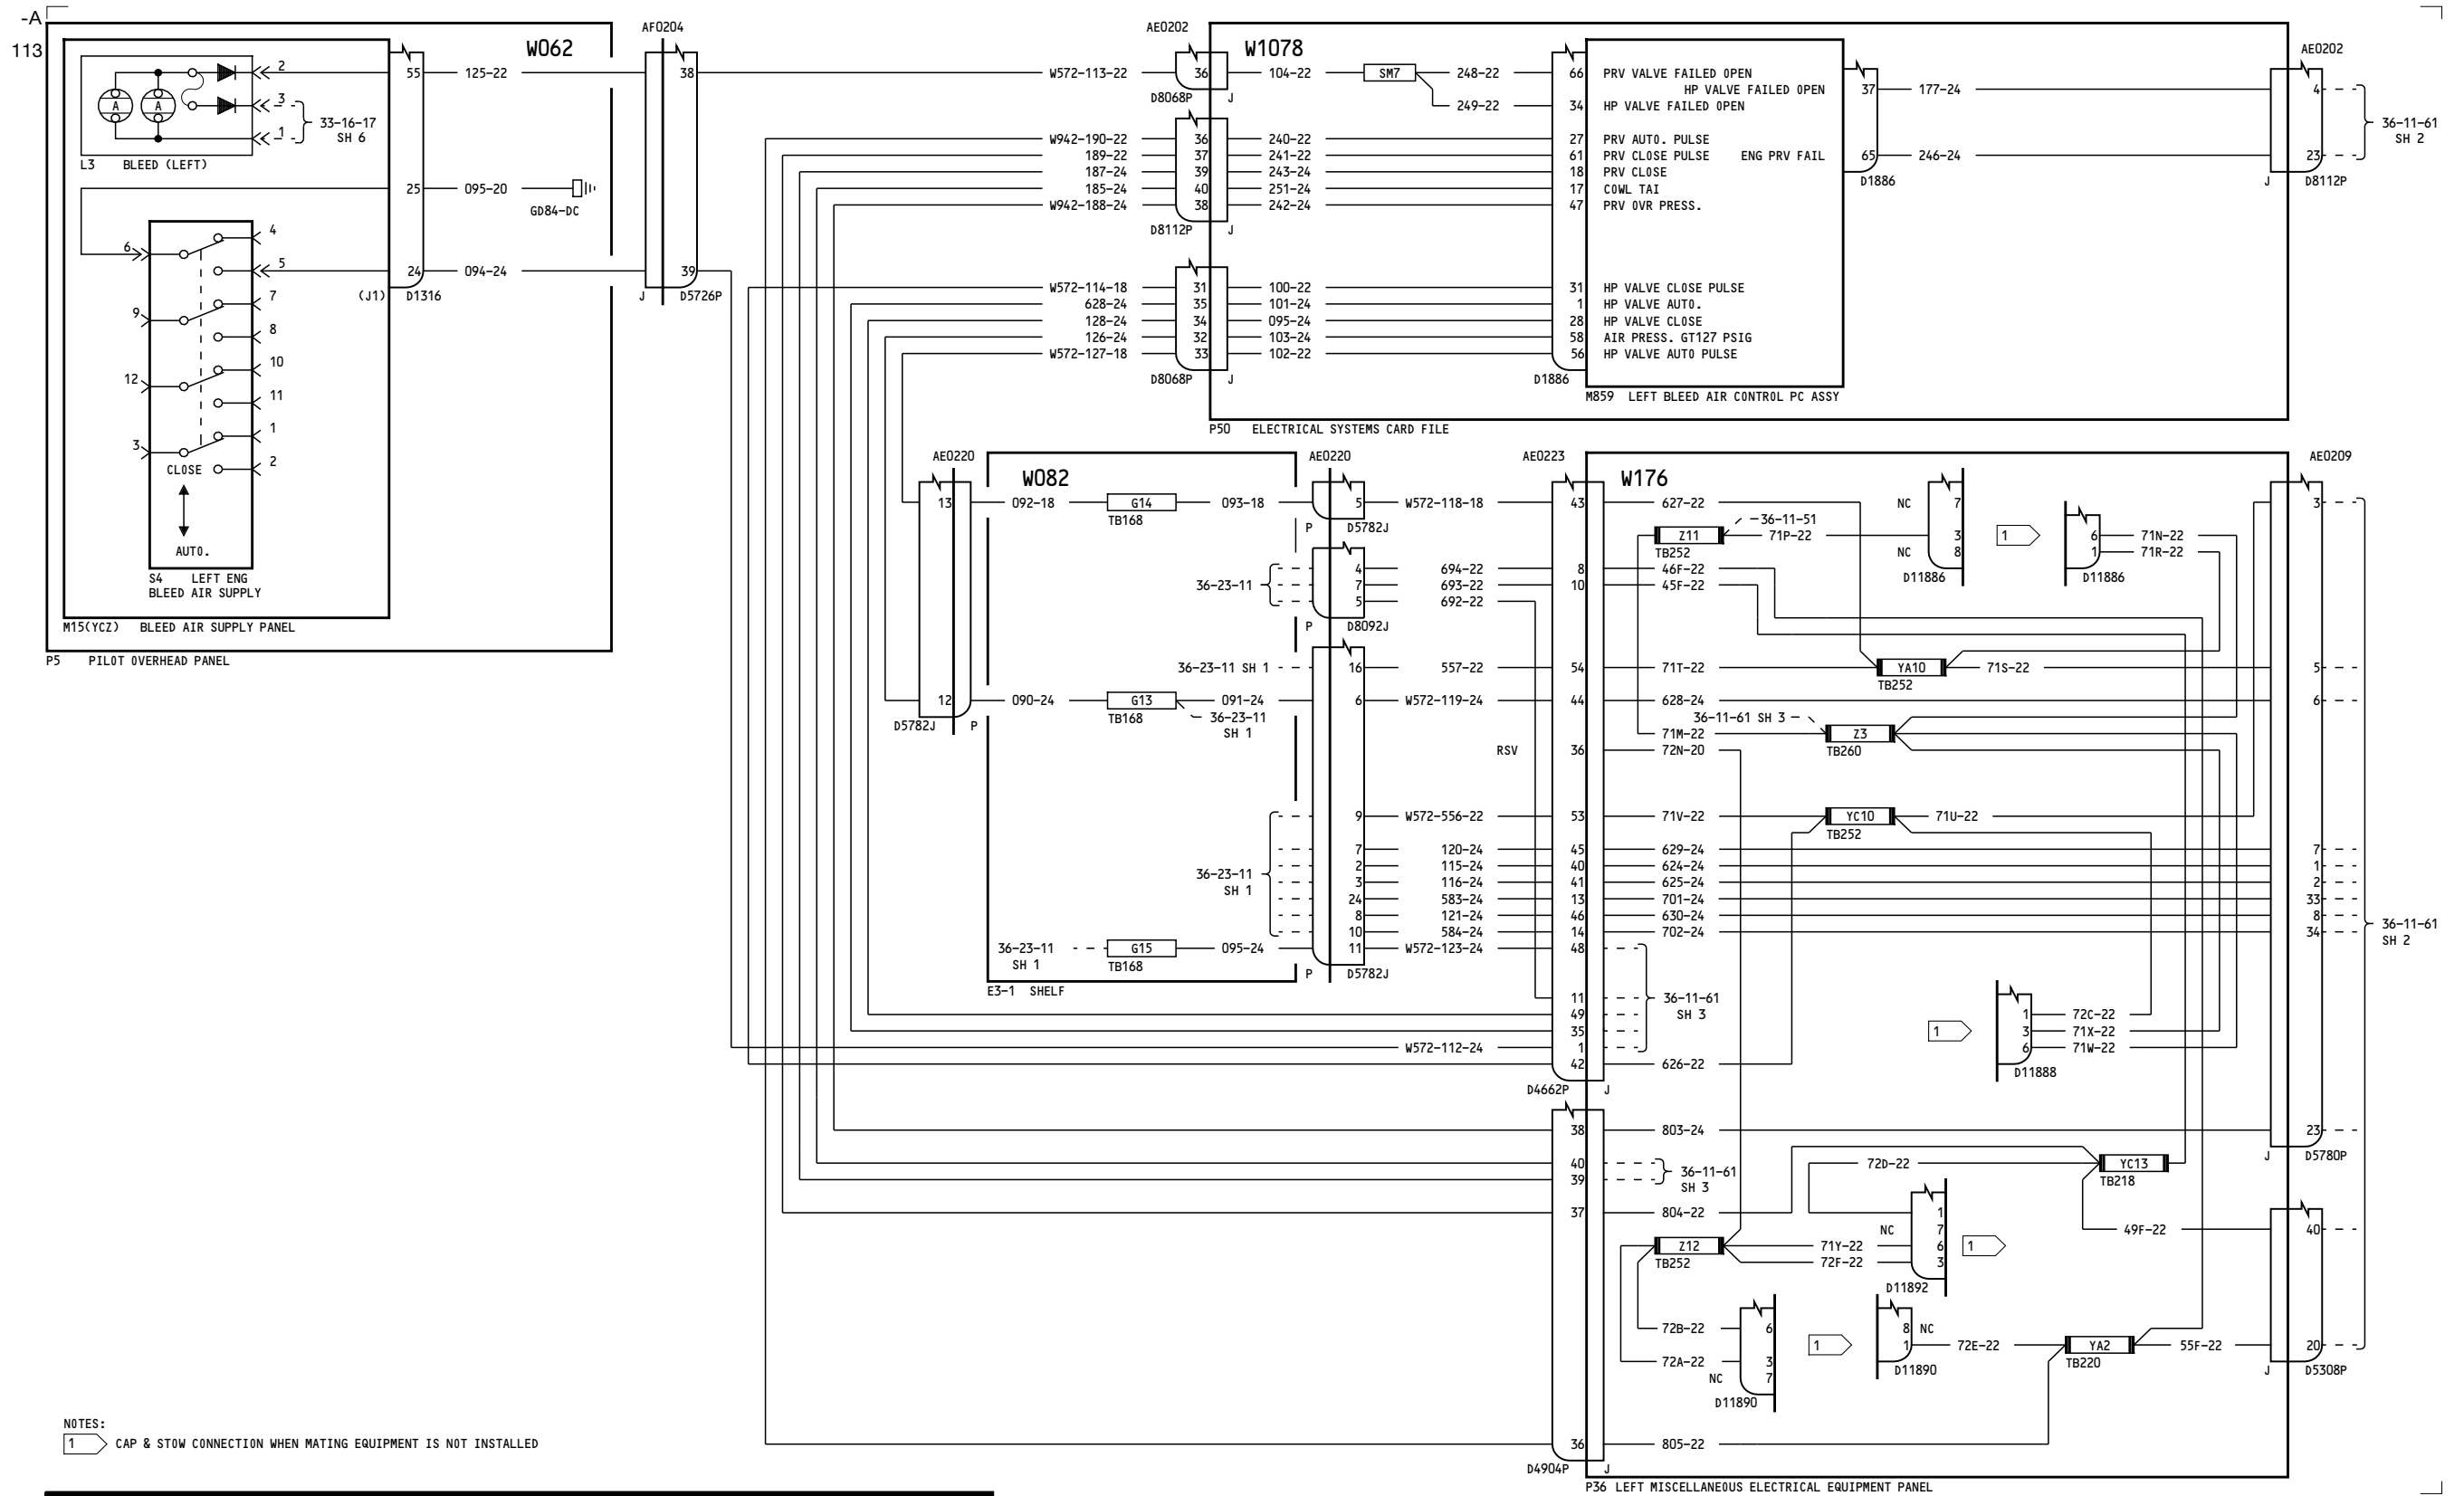 -A
113
W062
AF0204
L3 BLEED (LEFT)
A
A
2
3
1
33-16-17
SH 6
55
125-22
38
25
095-20
GD84-DC
24
094-24
39
(J1) D1316
J D5726P
6
4
5
9
7
8
12
10
11
3
1
2
CLOSE
AUTO.
S4 LEFT ENG
BLEED AIR SUPPLY
M15(YCZ) BLEED AIR SUPPLY PANEL
P5 PILOT OVERHEAD PANEL
AE0202
W1078
AE0202
W572-113-22 36 104-22 SM7 248-22 66 PRV VALVE FAILED OPEN
HP VALVE FAILED OPEN 37 177-24 4
249-22 34 HP VALVE FAILED OPEN
D8068P J
W942-190-22 36 240-22 27 PRV AUTO. PULSE
189-22 37 241-22 61 PRV CLOSE PULSE ENG PRV FAIL 65 246-24 23
187-24 39 243-24 18 PRV CLOSE
185-24 40 251-24 17 COWL TAI
W942-188-24 38 242-24 47 PRV OVR PRESS.
D8112P J
D1886
J D8112P
36-11-61
SH 2
W572-114-18 31 100-22 31 HP VALVE CLOSE PULSE
628-24 35 101-24 1 HP VALVE AUTO.
128-24 34 095-24 28 HP VALVE CLOSE
126-24 32 103-24 58 AIR PRESS. GT127 PSIG
W572-127-18 33 102-22 56 HP VALVE AUTO PULSE
D8068P J
D1886
M859 LEFT BLEED AIR CONTROL PC ASSY
P50 ELECTRICAL SYSTEMS CARD FILE
AE0220
W082
AE0220
AE0223
W176
AE0209
13 092-18 G14 093-18 5 W572-118-18 43 627-22
TB168
D5782J
36-23-11
4 694-22 8 46F-22
7 693-22 10 45F-22
5 692-22
P D8092J
36-23-11 SH 1 16 557-22 54 71T-22 YA10 71S-22 5
TB252
12 090-24 G13 091-24 6 W572-119-24 44 628-24 6
TB168
36-23-11
SH 1
D5782J P
36-11-61 SH 3
71M-22 Z3
TB260
RSV 36 72N-20
Z11
TB252
36-11-51
71P-22
NC 7
3
NC 8
D11886
1
6 71N-22
1 71R-22
D11886
3
9 W572-556-22 53 71V-22 YC10 71U-22
TB252
36-23-11
SH 1
7 120-24 45 629-24 7
2 115-24 40 624-24 1
3 116-24 41 625-24 2
24 583-24 13 701-24 33
8 121-24 46 630-24 8
10 584-24 14 702-24 34
36-23-11
SH 1
G15 095-24 11 W572-123-24 48
TB168
P D5782J
E3-1 SHELF
36-11-61
SH 2
11
49
35
W572-112-24 1
42 626-22
36-11-61
SH 3
D4662P J
1
1 72C-22
3 71X-22
6 71W-22
D11888
38 803-24 23
J D5780P
40
39
36-11-61
SH 3
72D-22 YC13
TB218
37 804-22
1
NC 7
71Y-22 6
72F-22 3
D11892
1
Z12
TB252
49F-22 40
72B-22 6
72A-22 3
NC 7
D11890
1
8 NC
1 72E-22 YA2 55F-22 20
D11890
TB220
J D5308P
36 805-22
D4904P J
P36 LEFT MISCELLANEOUS ELECTRICAL EQUIPMENT PANEL
NOTES:
1 CAP & STOW CONNECTION WHEN MATING EQUIPMENT IS NOT INSTALLED